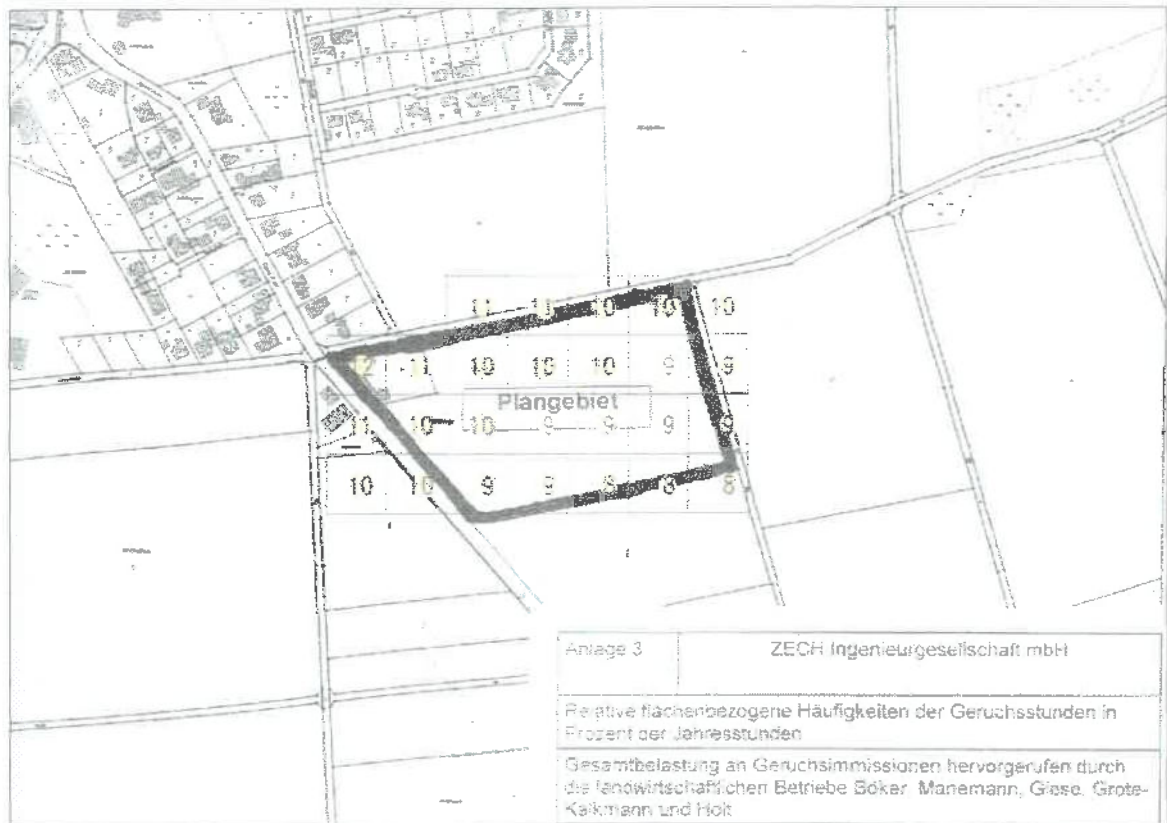 11 11 10 10 10
12 11 10 10 10 9 9
Plangebiet
11 10 10 9 9 9 9
10 10 9 9 8 8 8
Anlage 3 ZECH Ingenieurgesellschaft mbH
Relative flächenbezogene Häufigkeiten der Geruchsstunden in
Prozent der Jahresstunden
Gesamtbelastung an Geruchsimmissionen hervorgerufen durch
die landwirtschaftlichen Betriebe Böker, Manemann, Giese, Grote-
Kalkmann und Holt